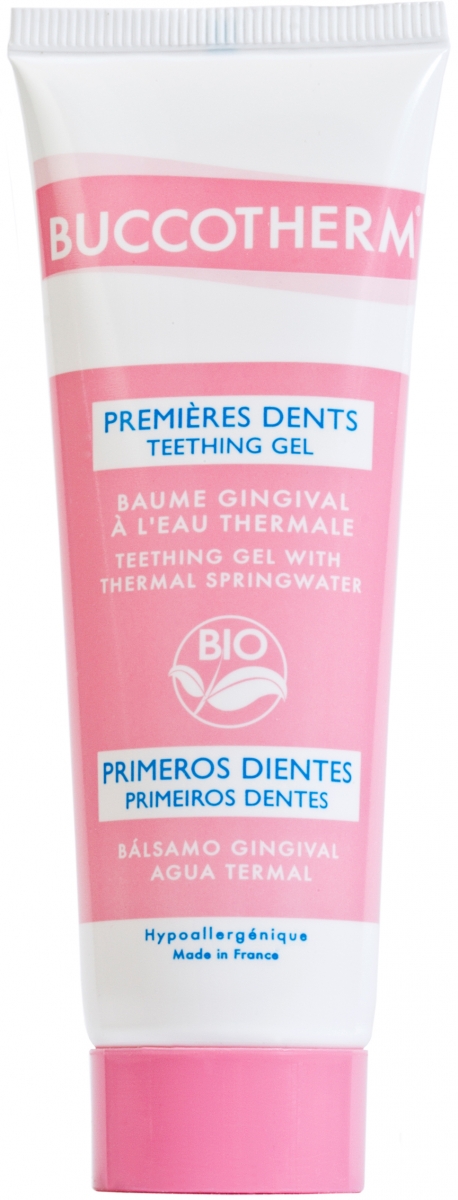 BUCCOTHERM®
PREMIÈRES DENTS
TEETHING GEL
BAUME GINGIVAL
À L'EAU THERMALE
TEETHING GEL WITH
THERMAL SPRINGWATER
BIO
PRIMEROS DIENTES
PRIMEIROS DENTES
BÁLSAMO GINGIVAL
AGUA TERMAL
Hypoallergénique
Made in France